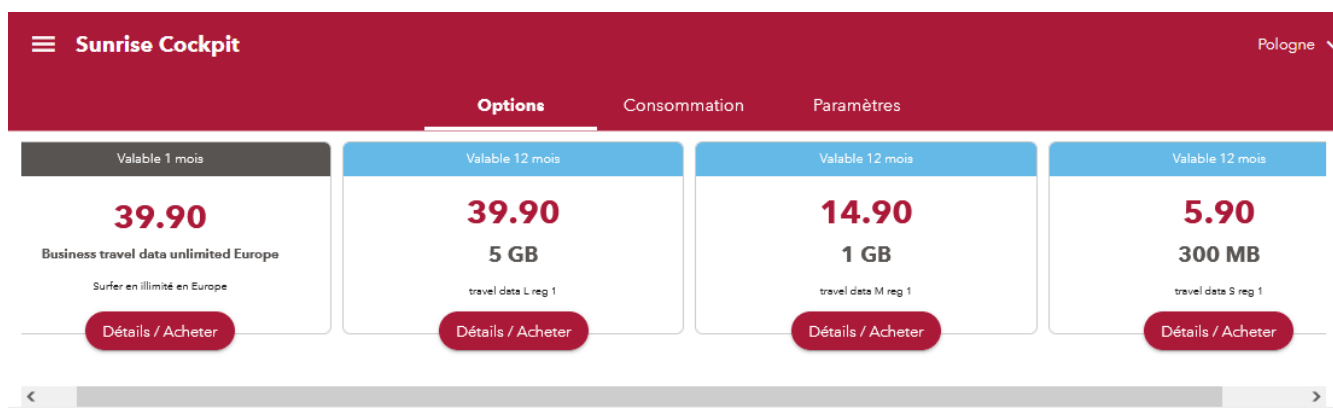 Sunrise Cockpit
Pologne
Options
Consommation
Paramètres
Valable 1 mois
39.90
Business travel data unlimited Europe
Surfer en illimité en Europe
Détails / Acheter
Valable 12 mois
39.90
5 GB
travel data L reg 1
Détails / Acheter
Valable 12 mois
14.90
1 GB
travel data M reg 1
Détails / Acheter
Valable 12 mois
5.90
300 MB
travel data S reg 1
Détails / Acheter